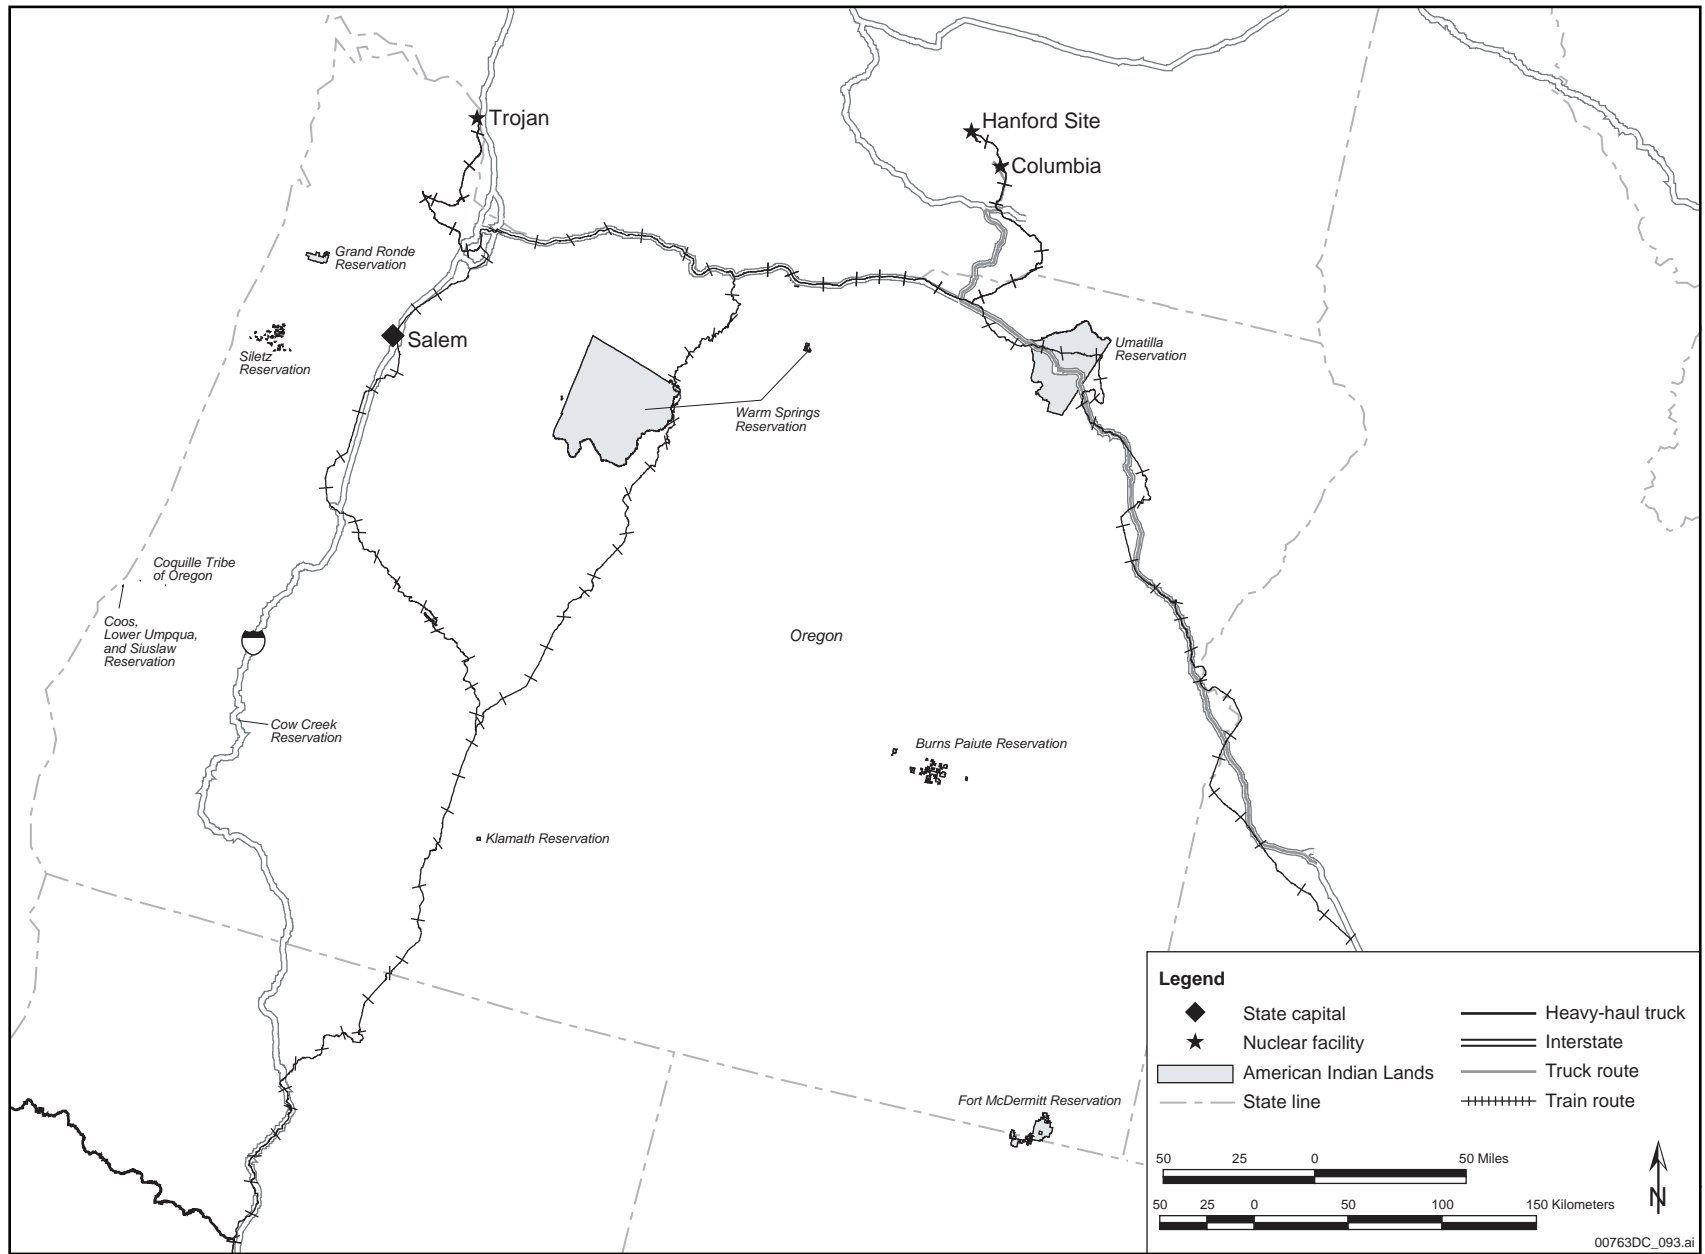 Trojan
Hanford Site
Columbia
Grand Ronde
Reservation
Salem
Siletz
Reservation
Umatilla
Reservation
Warm Springs
Reservation
Coquille Tribe
of Oregon
Coos,
Lower Umpqua,
and Siuslaw
Reservation
Oregon
Cow Creek
Reservation
Burns Paiute Reservation
Klamath Reservation
Fort McDermitt Reservation
Legend
State capital
Nuclear facility
American Indian Lands
State line
Heavy-haul truck
Interstate
Truck route
Train route
50 25 0 50 Miles
50 25 0 50 100 150 Kilometers
N
00763DC_093.ai